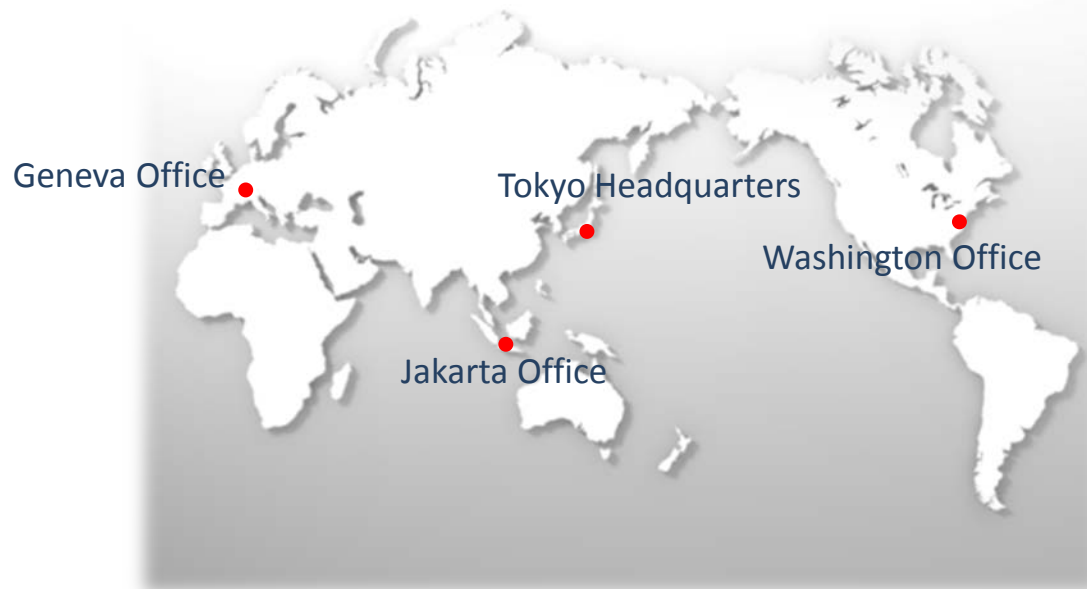 Geneva Office
Tokyo Headquarters
Washington Office
Jakarta Office